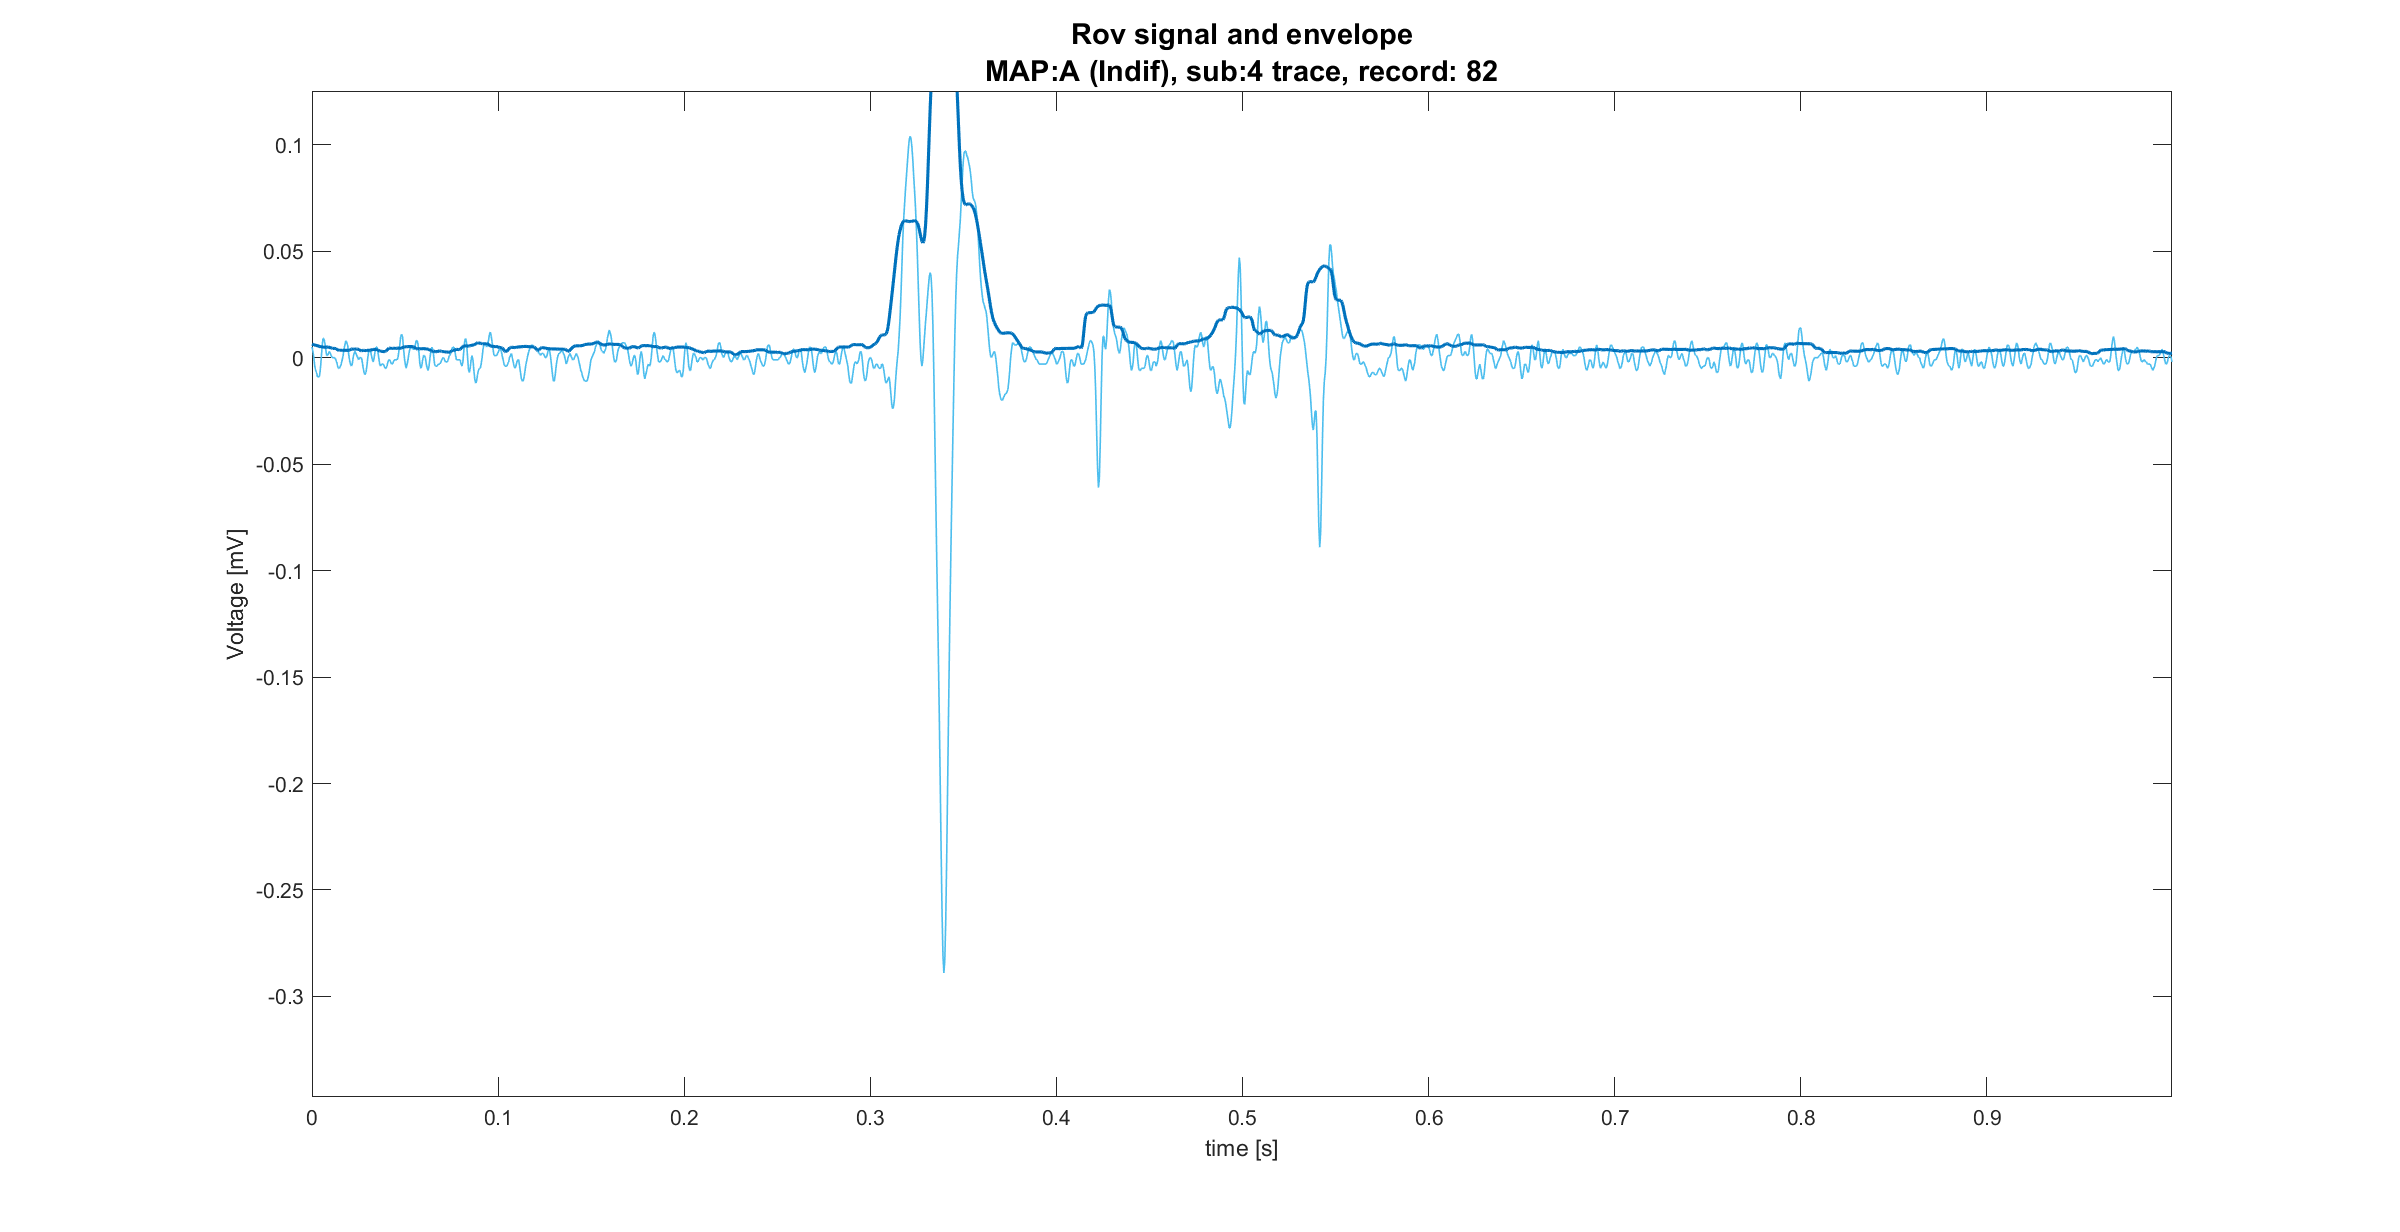 Rov signal and envelope
MAP:A (Indif), sub:4 trace, record: 82
0.1
0.05
0
-0.05
-0.1
-0.15
-0.2
-0.25
-0.3
Voltage [mV]
0 0.1 0.2 0.3 0.4 0.5 0.6 0.7 0.8 0.9
time [s]